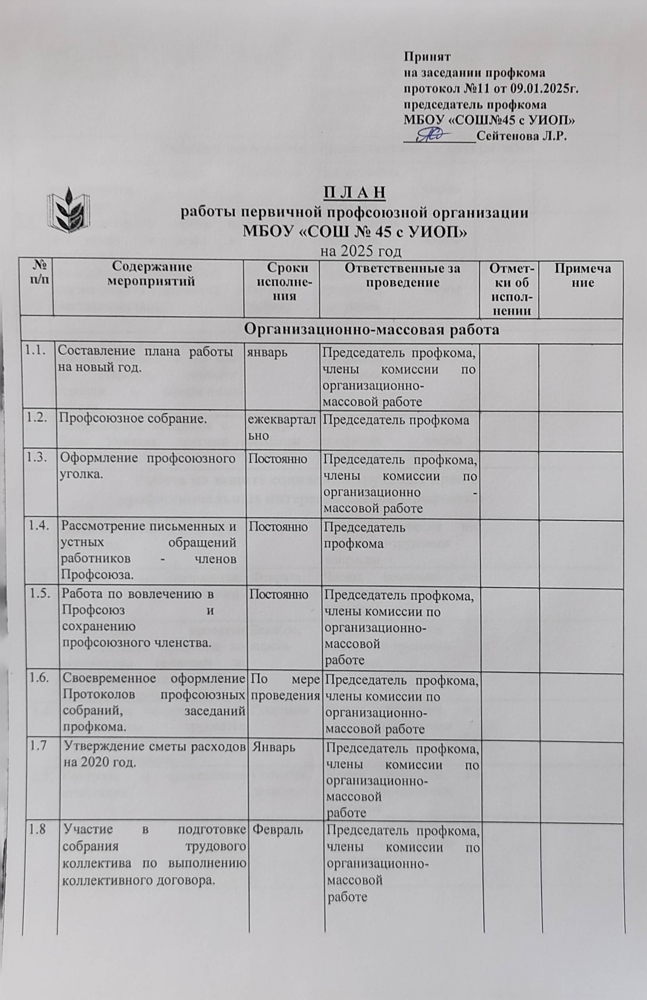 Принят
на заседании профкома
протокол №11 от 09.01.2025г.
председатель профкома
МБОУ «СОШ№45 с УИОП»
Сейтенова Л.Р.
П Л А Н
работы первичной профсоюзной организации
МБОУ «СОШ № 45 с УИОП»
на 2025 год
№
п/п
Содержание
мероприятий
Сроки
исполне-
ния
Ответственные за
проведение
Отмет-
ки об
испол-
нении
Примеча
ние
Организационно-массовая работа
1.1.
Составление плана работы
на новый год.
январь
Председатель профкома,
члены комиссии по
организационно-
массовой работе
1.2.
Профсоюзное собрание.
ежеквартал
ьно
Председатель профкома
1.3.
Оформление профсоюзного
уголка.
Постоянно
Председатель профкома,
члены комиссии по
организационно -
массовой работе
1.4.
Рассмотрение письменных и
устных обращений
работников - членов
Профсоюза.
Постоянно
Председатель
профкома
1.5.
Работа по вовлечению в
Профсоюз и
сохранению
профсоюзного членства.
Постоянно
Председатель профкома,
члены комиссии по
организационно-
массовой
работе
1.6.
Своевременное оформление
Протоколов профсоюзных
собраний, заседаний
профкома.
По мере
проведения
Председатель профкома,
члены комиссии по
организационно-
массовой работе
1.7
Утверждение сметы расходов
на 2020 год.
Январь
Председатель профкома,
члены комиссии по
организационно-
массовой
работе
1.8
Участие в подготовке
собрания трудового
коллектива по выполнению
коллективного договора.
Февраль
Председатель профкома,
члены комиссии по
организационно-
массовой
работе